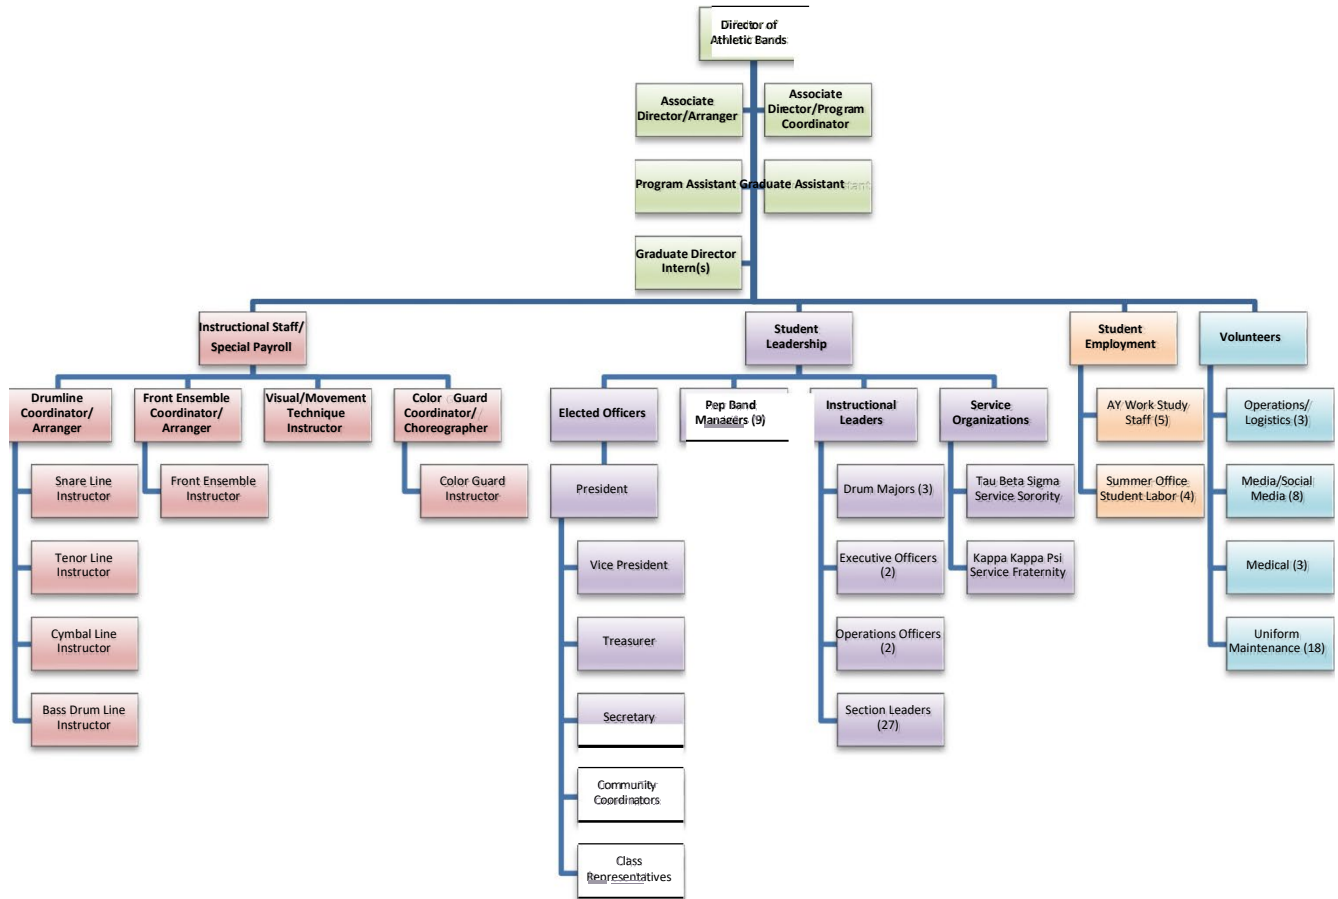 Director of
Athletic Bands
Associate
Director/Arranger
Associate
Director/Program
Coordinator
Program Assistant
Graduate Assistant
Graduate Director
Intern(s)
Instructional Staff/
Special Payroll
Student
Leadership
Student
Employment
Volunteers
Drumline
Coordinator/
Arranger
Front Ensemble
Coordinator/
Arranger
Visual/Movement
Technique
Instructor
Color Guard
Coordinator/
Choreographer
Elected Officers
Pep Band
Managers (9)
Instructional
Leaders
Service
Organizations
AY Work Study
Staff (5)
Operations/
Logistics (3)
Snare Line
Instructor
Front Ensemble
Instructor
Color Guard
Instructor
President
Drum Majors (3)
Tau Beta Sigma
Service Sorority
Summer Office
Student Labor (4)
Media/Social
Media (8)
Tenor Line
Instructor
Vice President
Executive Officers
(2)
Kappa Kappa Psi
Service Fraternity
Medical (3)
Cymbal Line
Instructor
Treasurer
Operations Officers
(2)
Uniform
Maintenance (18)
Bass Drum Line
Instructor
Secretary
Section Leaders
(27)
Community
Coordinators
Class
Representatives